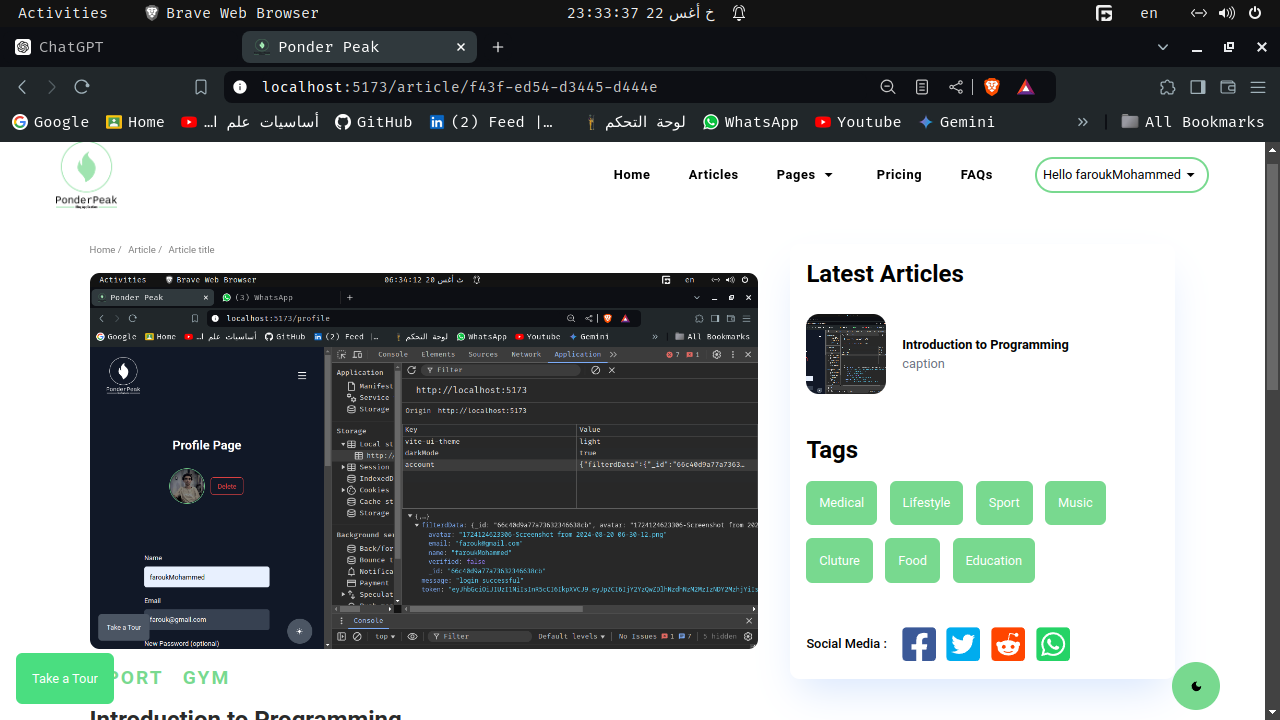 Activities Brave Web Browser 23:33:37 خ أغس 22 en
ChatGPT Ponder Peak
localhost:5173/article/f43f-ed54-d3445-d444e
Google Home أساسيات علم ا... GitHub (2) Feed |... لوحة التحكم WhatsApp Youtube Gemini » All Bookmarks
PonderPeak
Home Articles Pages Pricing FAQs Hello faroukMohammed
Home / Article / Article title
Activities Brave Web Browser 06:34:12 ث أغس 20 en
Ponder Peak (3) WhatsApp
localhost:5173/profile
Google Home أساسيات علم ا... GitHub (2) Feed |... لوحة التحكم WhatsApp Youtube Gemini » All Bookmarks
PonderPeak
Profile Page
Delete
Name
faroukMohammed
Email
farouk@gmail.com
New Password (optional)
Take a Tour
Console Elements Sources Network Application » 7 1
Filter
Application
Manifest
Service
Storage
Storage
Local st
http:/
Session
IndexedD
Cookies
Cache st
Storage
Background se
Back/for
Bounce t
Notifica
Payment
Speculat
http://localhost:5173
Origin http://localhost:5173
Key Value
vite-ui-theme light
darkMode true
account {"filterdData":{"_id":"66c40d9a77a7363...
{,…}
filterdData: {_id: "66c40d9a77a73632346638cb", avatar: "1724124623306-Screenshot from 202
avatar: "1724124623306-Screenshot from 2024-08-20 06-30-12.png"
email: "farouk@gmail.com"
name: "faroukMohammed"
verified: false
_id: "66c40d9a77a73632346638cb"
message: "login successful"
Console
top Filter Default levels No Issues 1 7 5 hidden
SPORT GYM
Take a Tour
Introduction to Programming
Latest Articles
Introduction to Programming
caption
Tags
Medical Lifestyle Sport Music
Cluture Food Education
Social Media :